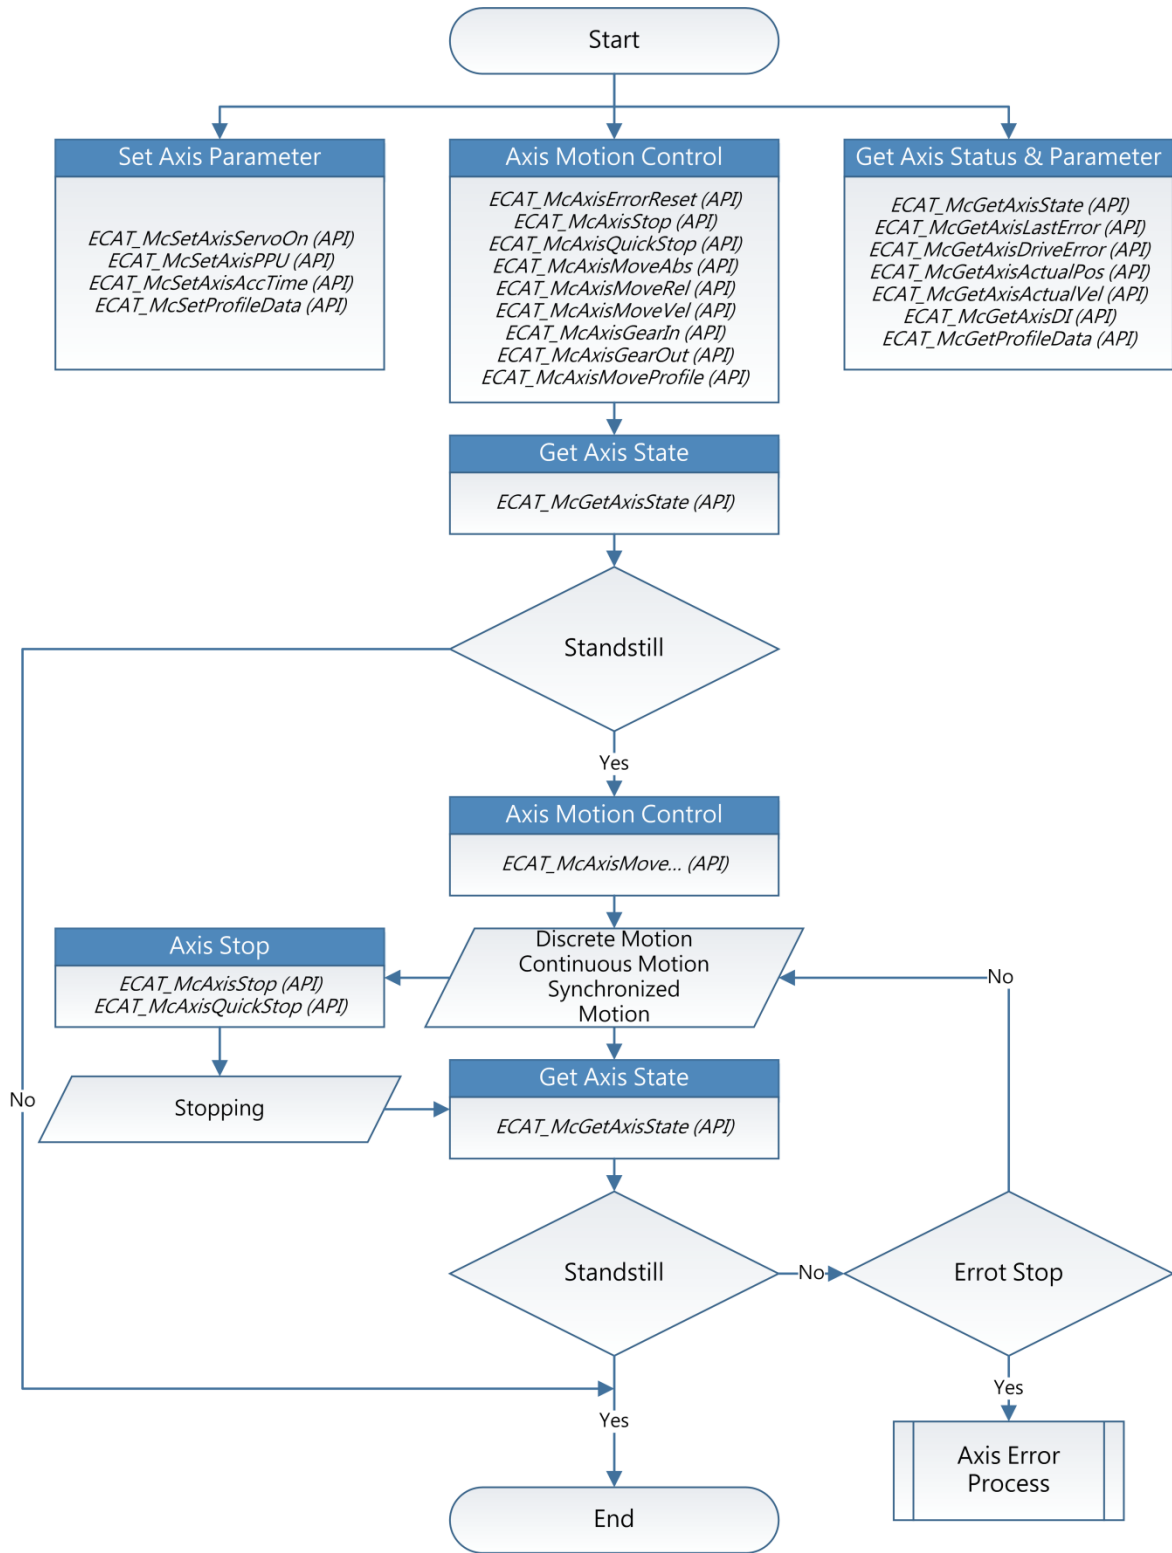 Start
Set Axis Parameter
ECAT_McSetAxisServoOn (API)
ECAT_McSetAxisPPU (API)
ECAT_McSetAxisAccTime (API)
ECAT_McSetProfileData (API)
Axis Motion Control
ECAT_McAxisErrorReset (API)
ECAT_McAxisStop (API)
ECAT_McAxisQuickStop (API)
ECAT_McAxisMoveAbs (API)
ECAT_McAxisMoveRel (API)
ECAT_McAxisMoveVel (API)
ECAT_McAxisGearIn (API)
ECAT_McAxisGearOut (API)
ECAT_McAxisMoveProfile (API)
Get Axis Status & Parameter
ECAT_McGetAxisState (API)
ECAT_McGetAxisLastError (API)
ECAT_McGetAxisDriveError (API)
ECAT_McGetAxisActualPos (API)
ECAT_McGetAxisActualVel (API)
ECAT_McGetAxisDI (API)
ECAT_McGetProfileData (API)
Get Axis State
ECAT_McGetAxisState (API)
Standstill
Yes
Axis Motion Control
ECAT_McAxisMove... (API)
Discrete Motion
Continuous Motion
Synchronized
Motion
Axis Stop
ECAT_McAxisStop (API)
ECAT_McAxisQuickStop (API)
No
Stopping
No
Get Axis State
ECAT_McGetAxisState (API)
Standstill
No
Errot Stop
Yes
Yes
Axis Error
Process
End